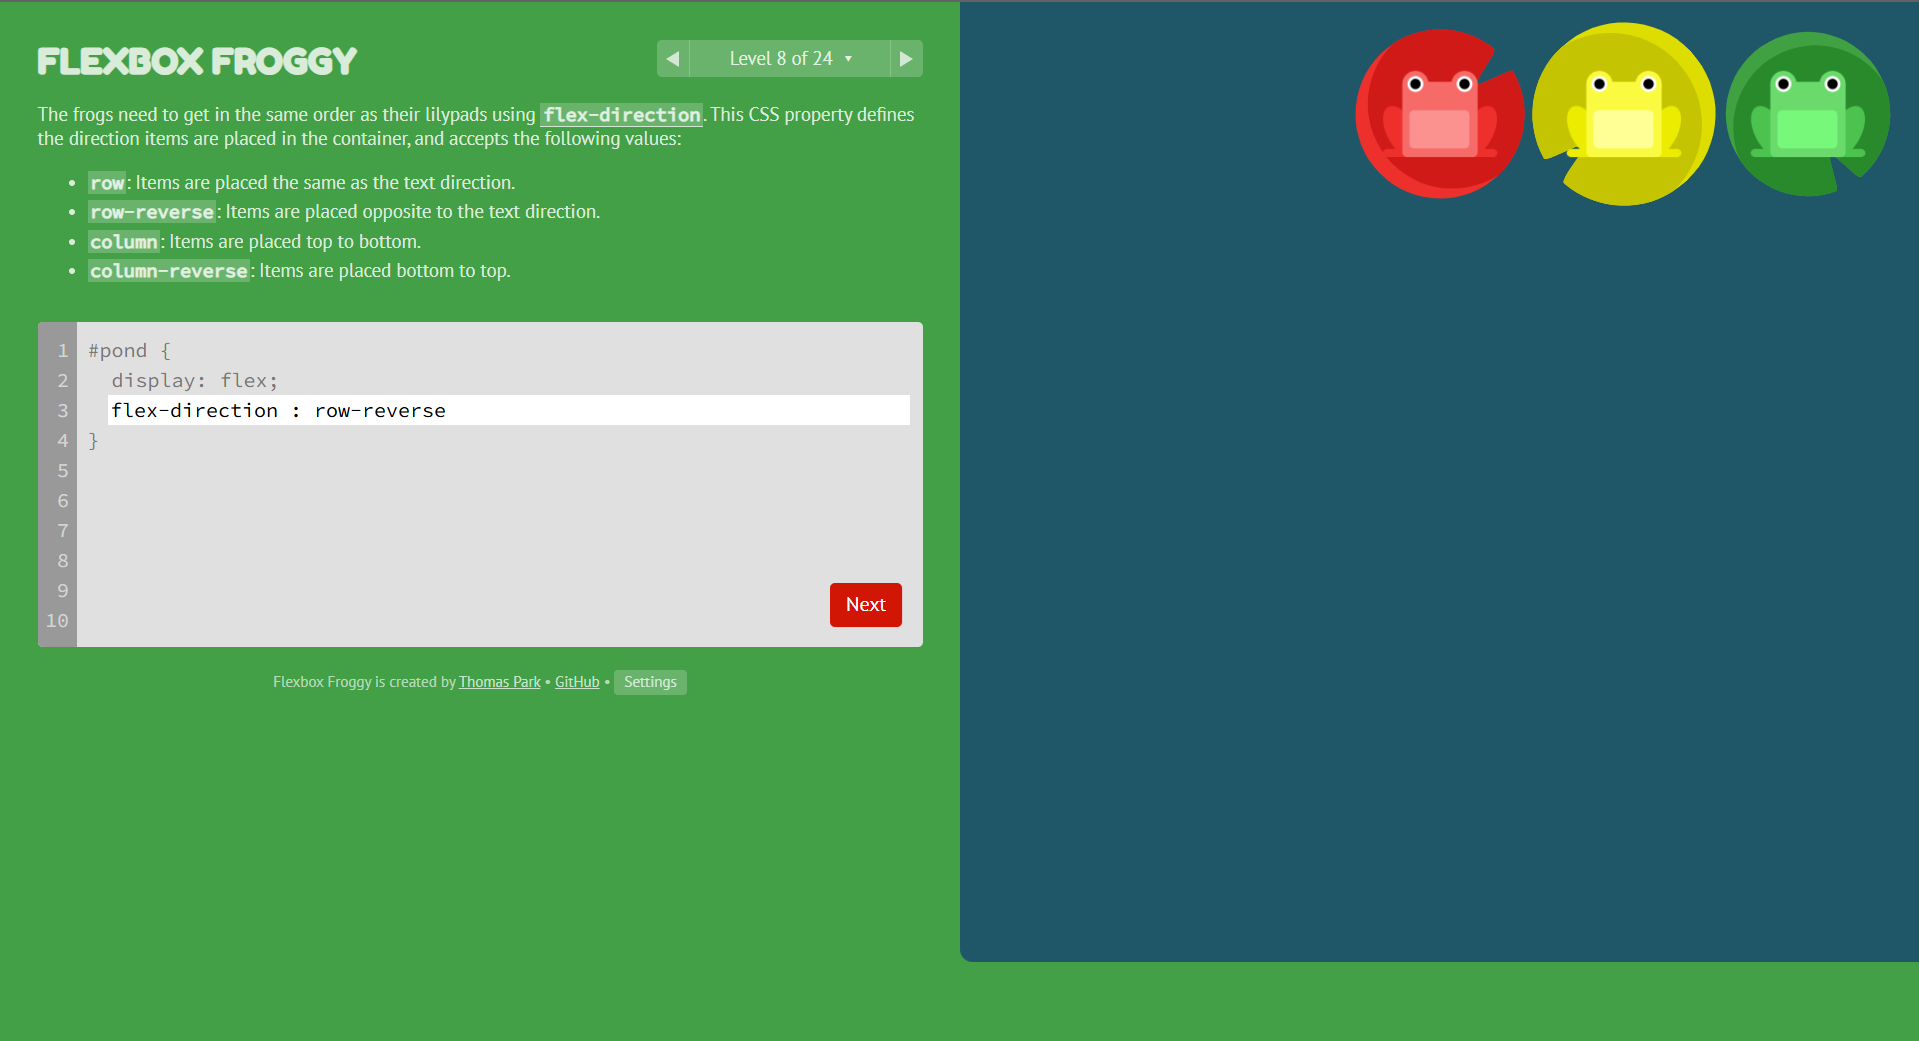 FLEXBOX FROGGY
◀ Level 8 of 24 ▼ ▶
The frogs need to get in the same order as their lilypads using flex-direction. This CSS property defines
the direction items are placed in the container, and accepts the following values:
• row: Items are placed the same as the text direction.
• row-reverse: Items are placed opposite to the text direction.
• column: Items are placed top to bottom.
• column-reverse: Items are placed bottom to top.
1 #pond {
2 display: flex;
3 flex-direction : row-reverse
4 }
5
6
7
8
9
10
Next
Flexbox Froggy is created by Thomas Park • GitHub • Settings